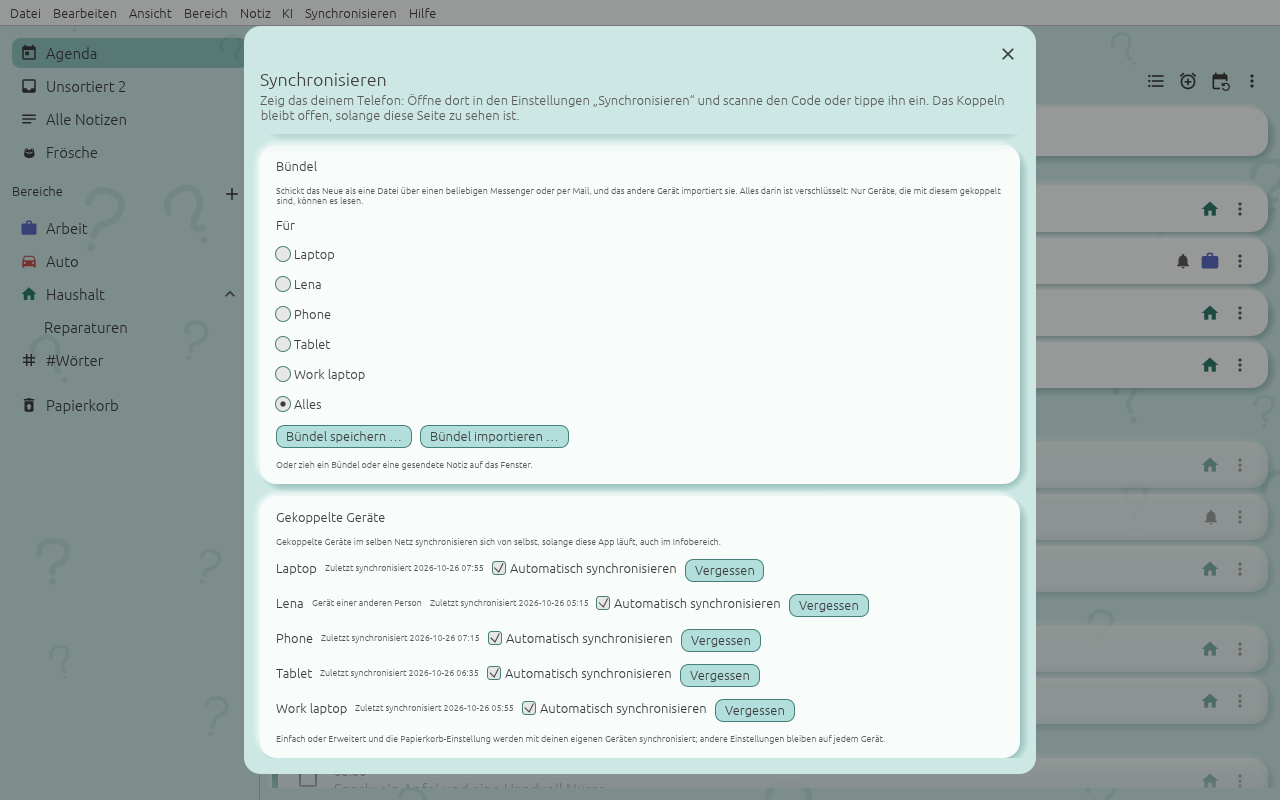 Datei Bearbeiten Ansicht Bereich Notiz KI Synchronisieren Hilfe
Agenda
Unsortiert 2
Alle Notizen
Frösche
Bereiche
Arbeit
Auto
Haushalt
Reparaturen
#Wörter
Papierkorb
Synchronisieren
Zeig das deinem Telefon: Öffne dort in den Einstellungen „Synchronisieren“ und scanne den Code oder tippe ihn ein. Das Koppeln
bleibt offen, solange diese Seite zu sehen ist.
Bündel
Schickt das Neue als eine Datei über einen beliebigen Messenger oder per Mail, und das andere Gerät importiert sie. Alles darin ist verschlüsselt: Nur Geräte, die mit diesem gekoppelt
sind, können es lesen.
Für
Laptop
Lena
Phone
Tablet
Work laptop
Alles
Bündel speichern … Bündel importieren …
Oder zieh ein Bündel oder eine gesendete Notiz auf das Fenster.
Gekoppelte Geräte
Gekoppelte Geräte im selben Netz synchronisieren sich von selbst, solange diese App läuft, auch im Infobereich.
Laptop Zuletzt synchronisiert 2026-10-26 07:55 Automatisch synchronisieren Vergessen
Lena Gerät einer anderen Person Zuletzt synchronisiert 2026-10-26 05:15 Automatisch synchronisieren Vergessen
Phone Zuletzt synchronisiert 2026-10-26 07:15 Automatisch synchronisieren Vergessen
Tablet Zuletzt synchronisiert 2026-10-26 06:35 Automatisch synchronisieren Vergessen
Work laptop Zuletzt synchronisiert 2026-10-26 05:55 Automatisch synchronisieren Vergessen
Einfach oder Erweitert und die Papierkorb-Einstellung werden mit deinen eigenen Geräten synchronisiert; andere Einstellungen bleiben auf jedem Gerät.